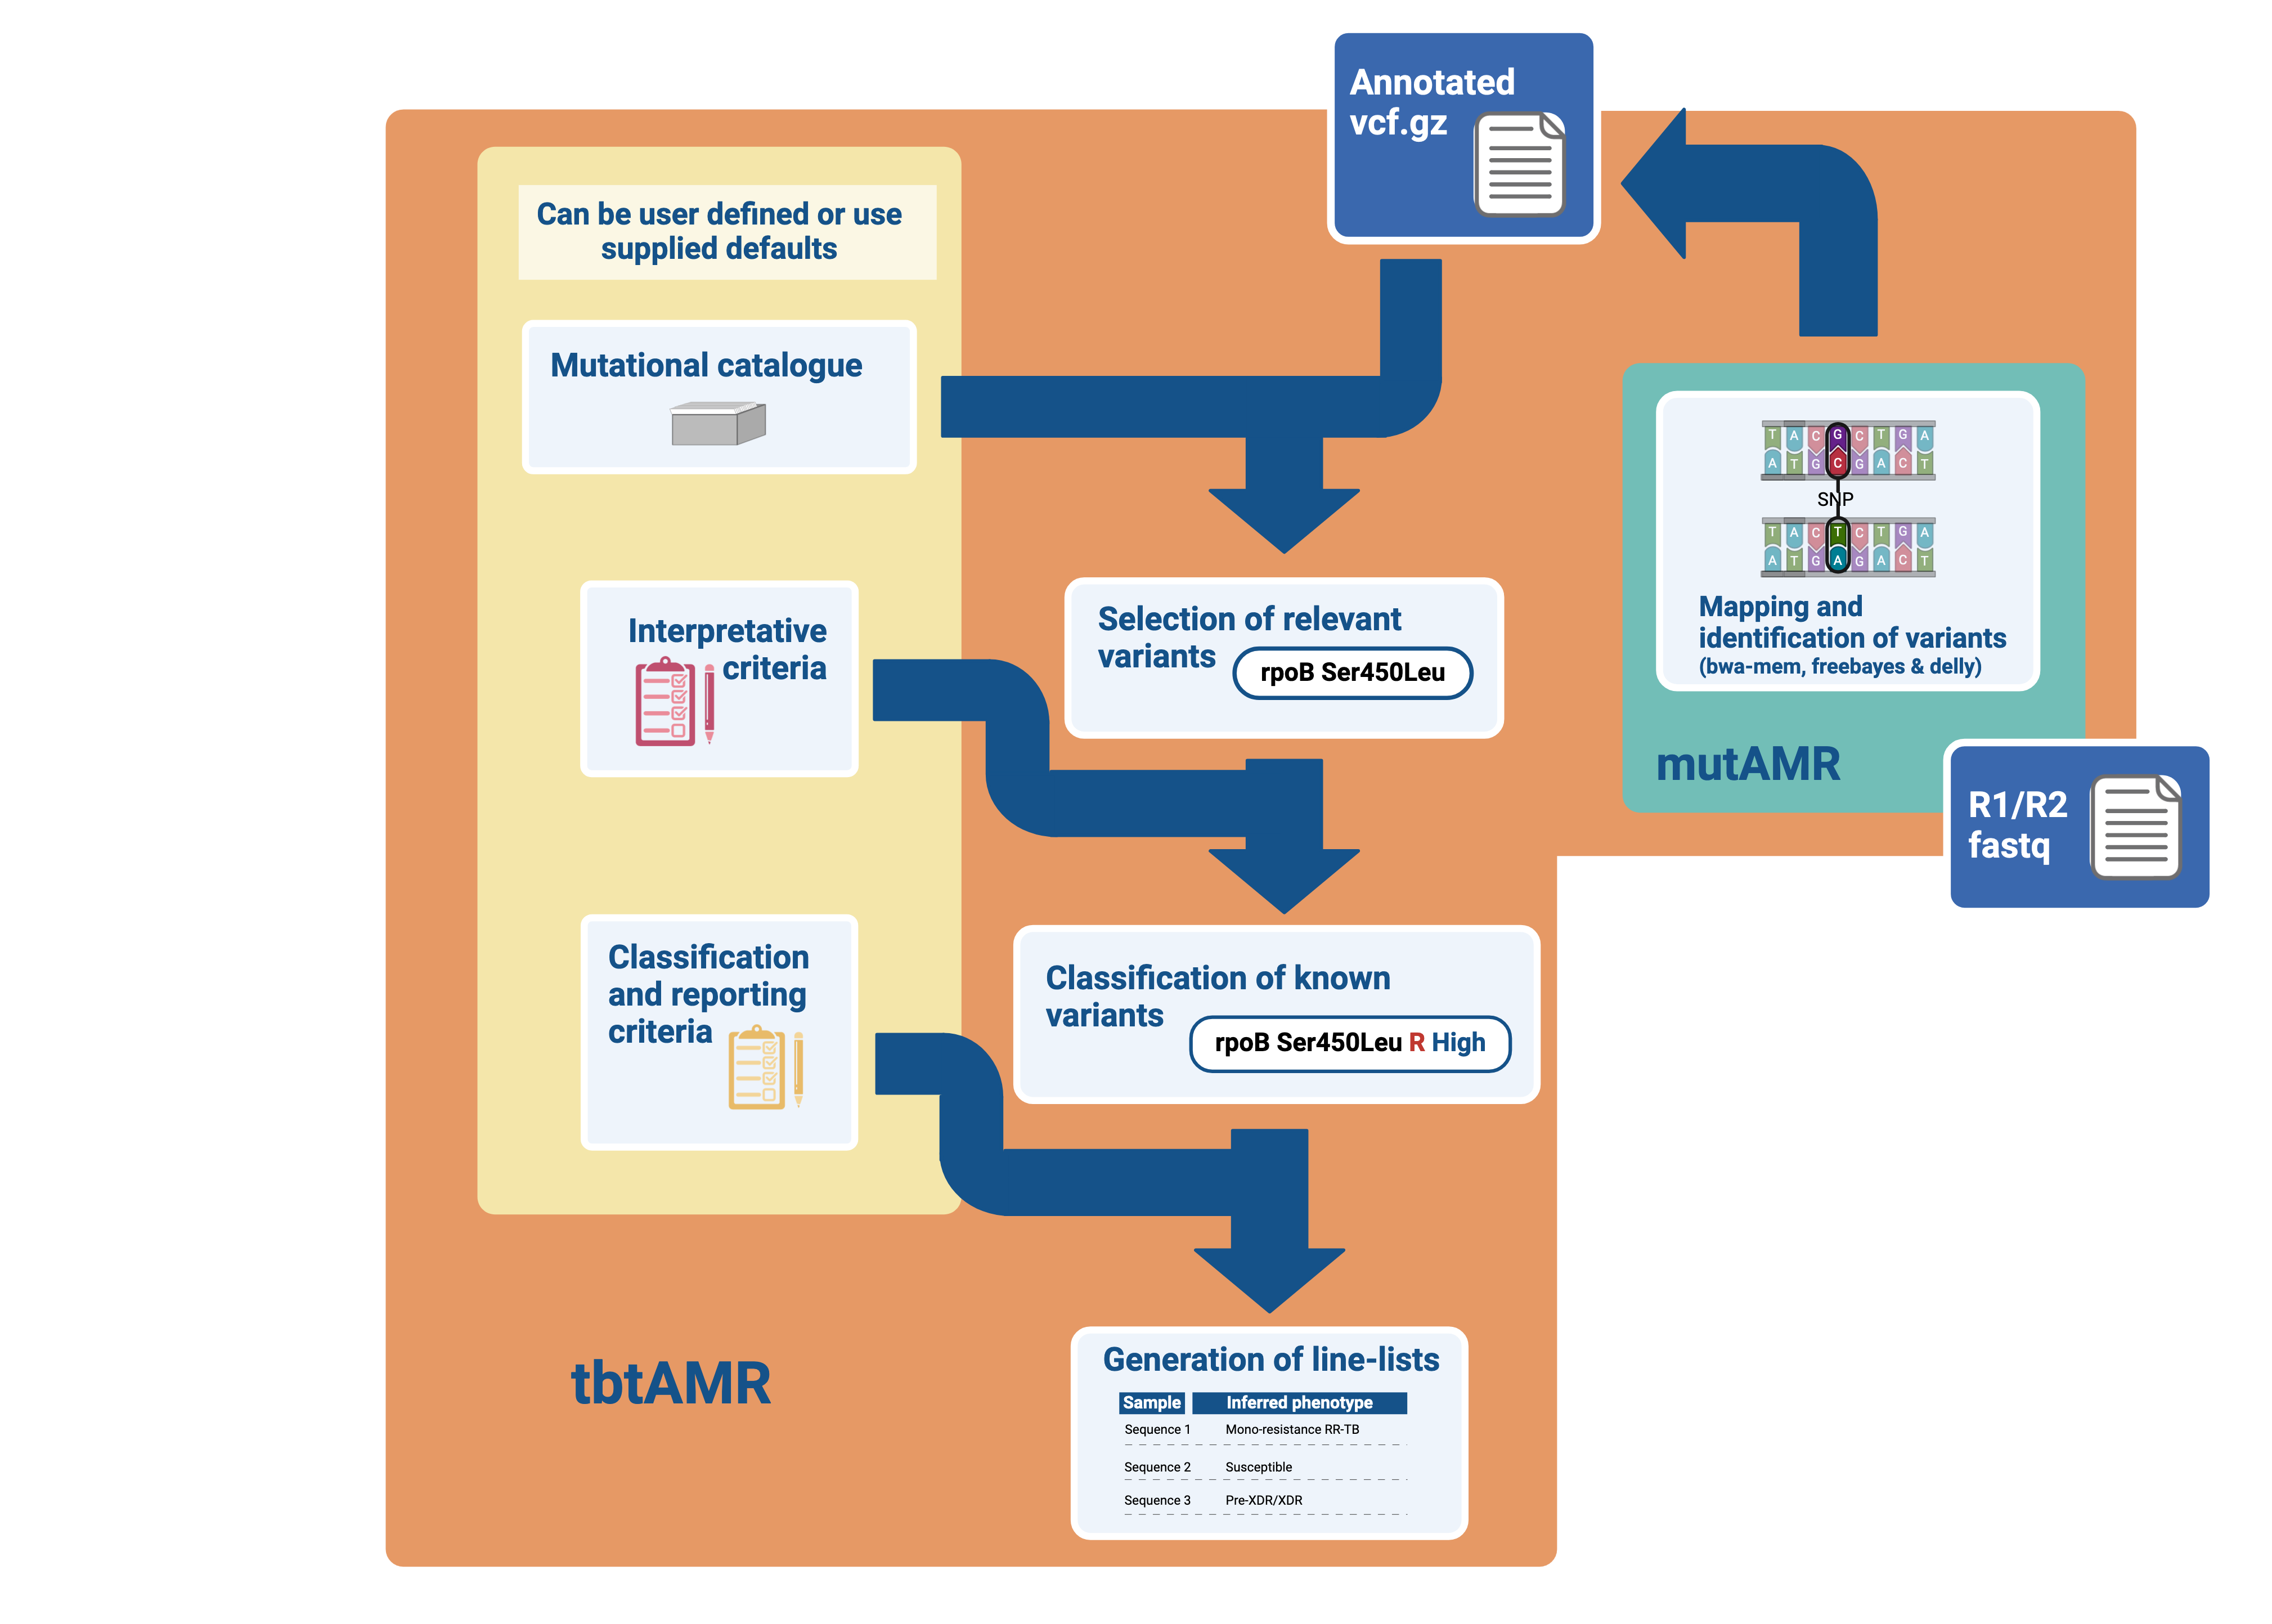 Annotated
vcf.gz
Can be user defined or use
supplied defaults
Mutational catalogue
Interpretative
criteria
Classification
and reporting
criteria
Selection of relevant
variants
rpoB Ser450Leu
Classification of known
variants
rpoB Ser450Leu R High
Generation of line-lists
Sample Inferred phenotype
Sequence 1 Mono-resistance RR-TB
Sequence 2 Susceptible
Sequence 3 Pre-XDR/XDR
tbtAMR
T A C G C T G A
A T G C G A C T
SNP
T A C T C T G A
A T G A G A C T
Mapping and
identification of variants
(bwa-mem, freebayes & delly)
mutAMR
R1/R2
fastq